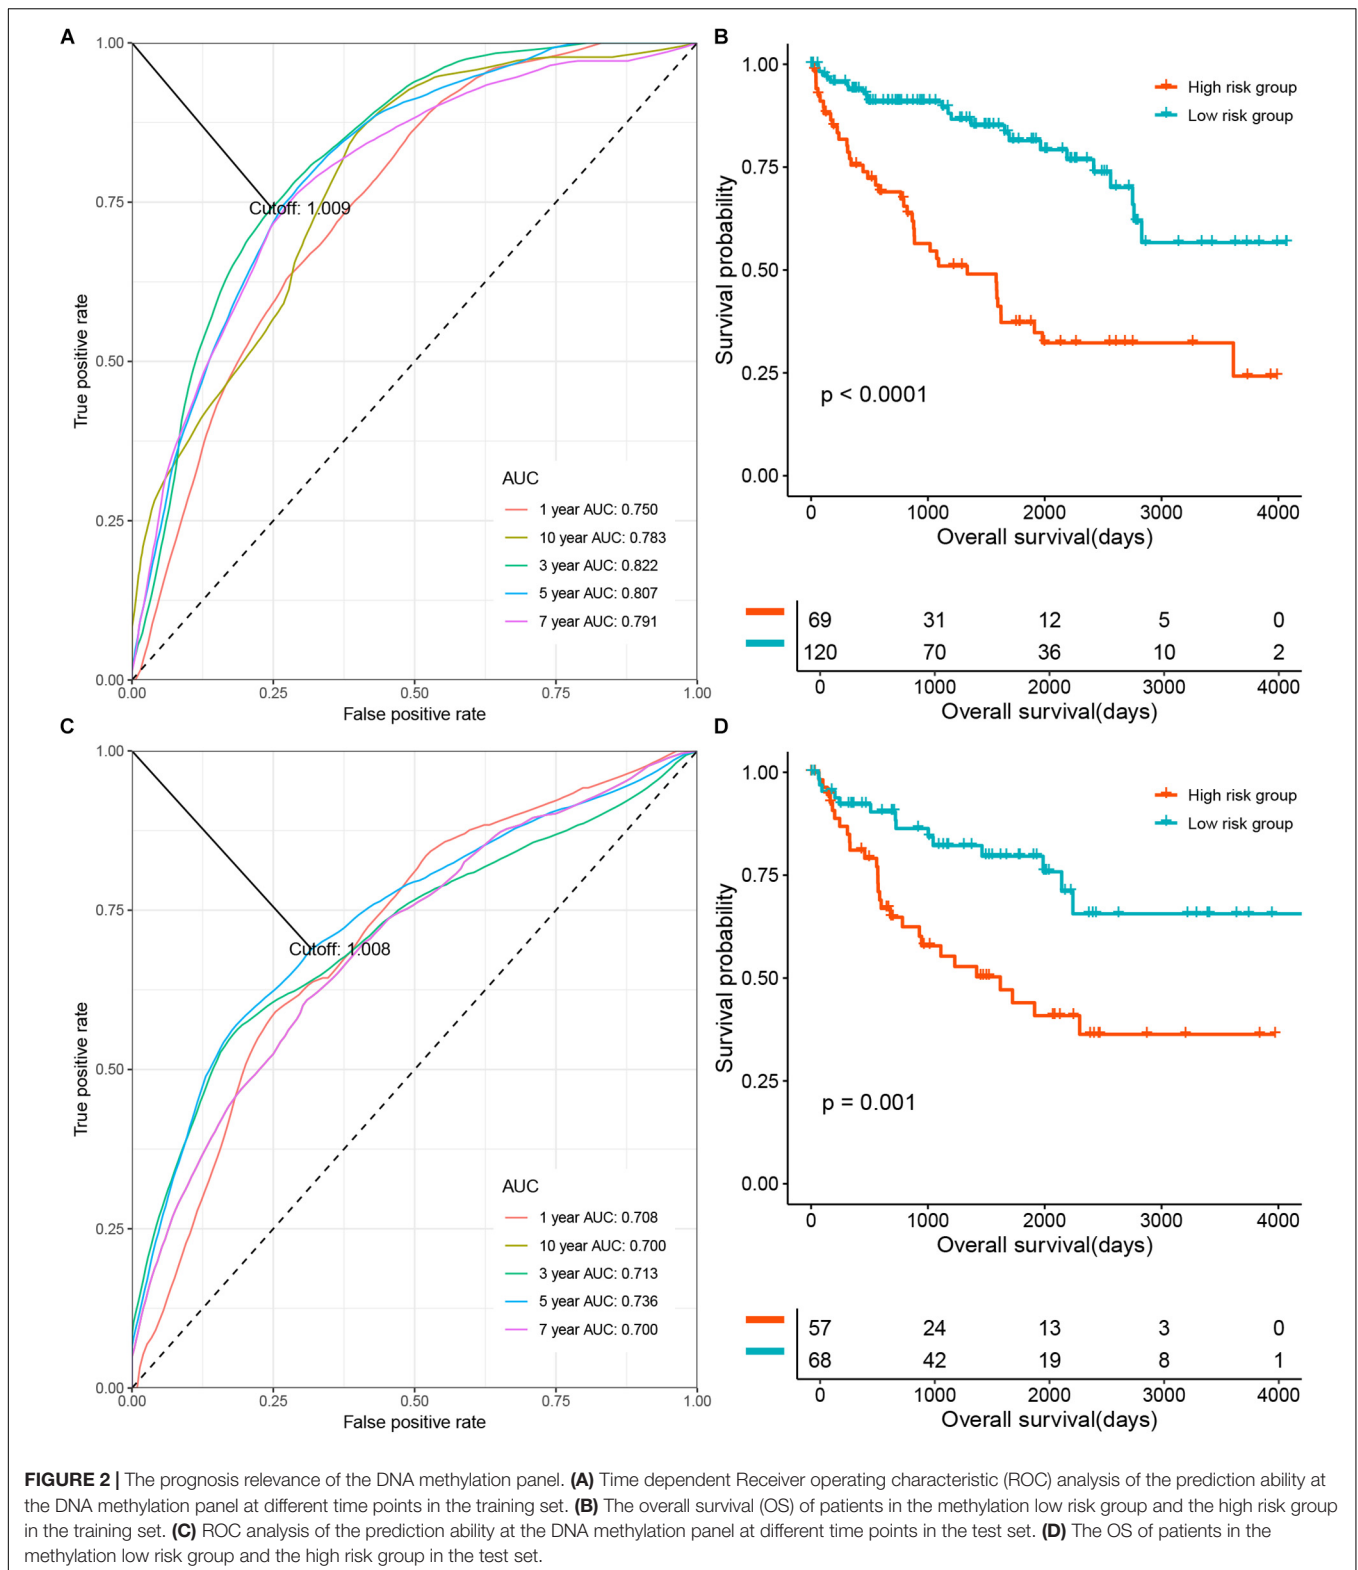 A
1.00
0.75
0.50
0.25
0.00
True positive rate
Cutoff: 1.009
AUC
1 year AUC: 0.750
10 year AUC: 0.783
3 year AUC: 0.822
5 year AUC: 0.807
7 year AUC: 0.791
0.00 0.25 0.50 0.75 1.00
False positive rate
B
1.00
0.75
0.50
0.25
0.00
Survival probability
High risk group
Low risk group
p < 0.0001
0 1000 2000 3000 4000
Overall survival(days)
69 31 12 5 0
120 70 36 10 2
0 1000 2000 3000 4000
Overall survival(days)
C
1.00
0.75
0.50
0.25
0.00
True positive rate
Cutoff: 1.008
AUC
1 year AUC: 0.708
10 year AUC: 0.700
3 year AUC: 0.713
5 year AUC: 0.736
7 year AUC: 0.700
0.00 0.25 0.50 0.75 1.00
False positive rate
D
1.00
0.75
0.50
0.25
0.00
Survival probability
High risk group
Low risk group
p = 0.001
0 1000 2000 3000 4000
Overall survival(days)
57 24 13 3 0
68 42 19 8 1
0 1000 2000 3000 4000
Overall survival(days)
FIGURE 2 | The prognosis relevance of the DNA methylation panel. (A) Time dependent Receiver operating characteristic (ROC) analysis of the prediction ability at
the DNA methylation panel at different time points in the training set. (B) The overall survival (OS) of patients in the methylation low risk group and the high risk group
in the training set. (C) ROC analysis of the prediction ability at the DNA methylation panel at different time points in the test set. (D) The OS of patients in the
methylation low risk group and the high risk group in the test set.